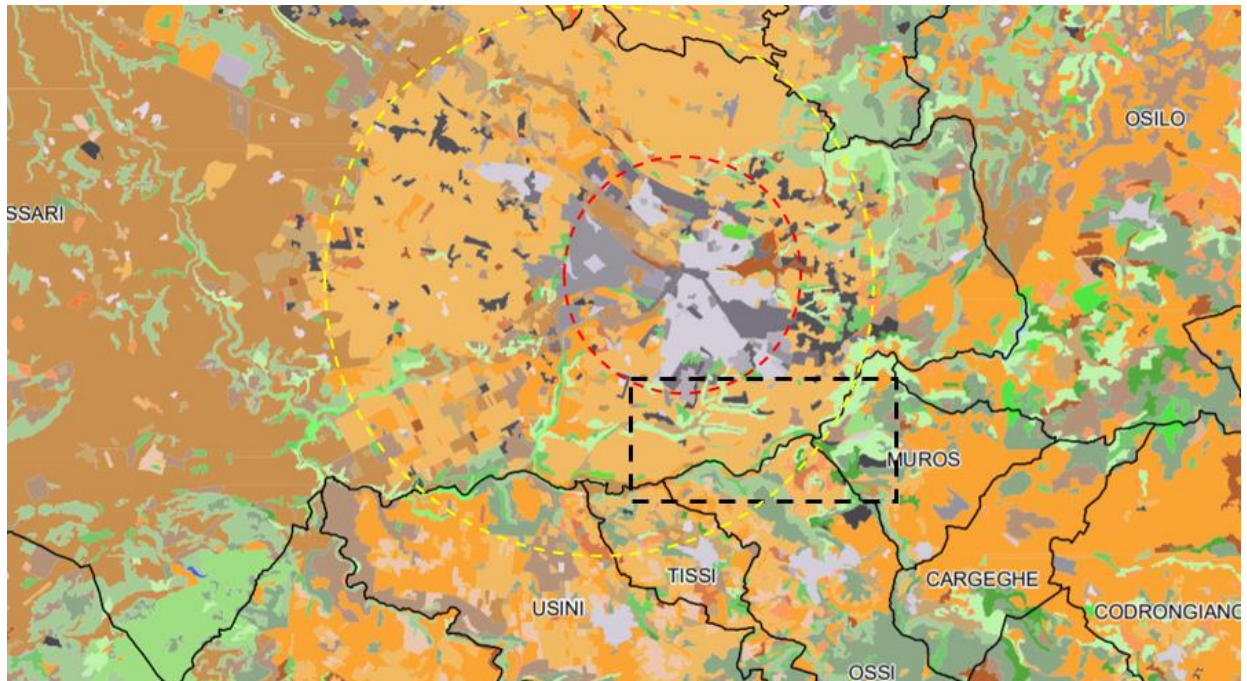 OSILO
SSARI
MUROS
TISSI
CARGEGHE
USINI
CODRONGIANO
OSSI